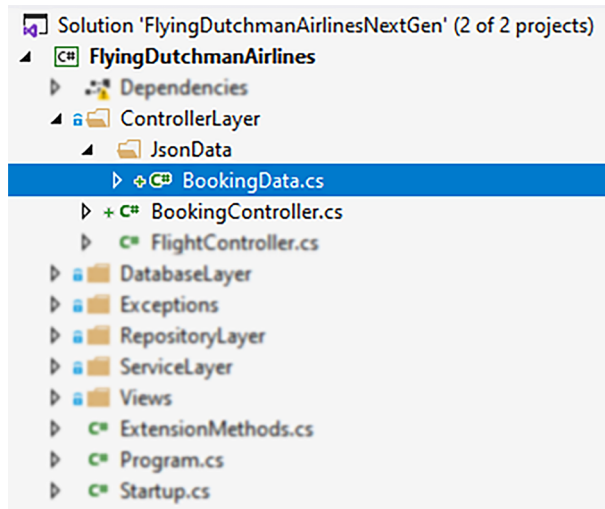 Solution 'FlyingDutchmanAirlinesNextGen' (2 of 2 projects)
C# FlyingDutchmanAirlines
Dependencies
ControllerLayer
JsonData
+ C# BookingData.cs
+ C# BookingController.cs
C# FlightController.cs
DatabaseLayer
Exceptions
RepositoryLayer
ServiceLayer
Views
C# ExtensionMethods.cs
C# Program.cs
C# Startup.cs